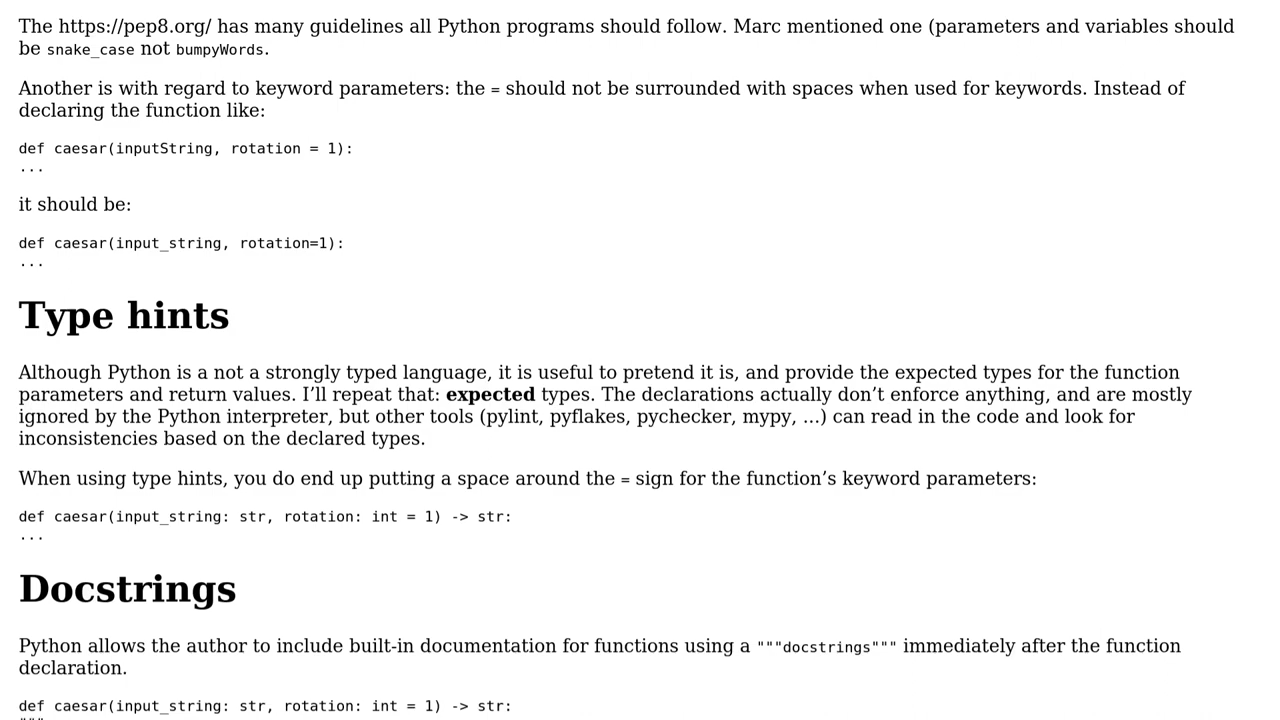 The https://pep8.org/ has many guidelines all Python programs should follow. Marc mentioned one (parameters and variables should
be snake_case not bumpyWords.
Another is with regard to keyword parameters: the = should not be surrounded with spaces when used for keywords. Instead of
declaring the function like:
def caesar(inputString, rotation = 1):
...
it should be:
def caesar(input_string, rotation=1):
...
Type hints
Although Python is a not a strongly typed language, it is useful to pretend it is, and provide the expected types for the function
parameters and return values. I’ll repeat that: expected types. The declarations actually don’t enforce anything, and are mostly
ignored by the Python interpreter, but other tools (pylint, pyflakes, pychecker, mypy, …) can read in the code and look for
inconsistencies based on the declared types.
When using type hints, you do end up putting a space around the = sign for the function’s keyword parameters:
def caesar(input_string: str, rotation: int = 1) -> str:
...
Docstrings
Python allows the author to include built-in documentation for functions using a """docstrings""" immediately after the function
declaration.
def caesar(input_string: str, rotation: int = 1) -> str:
"""